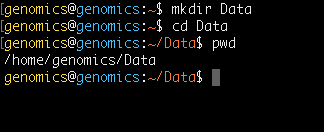 genomics@genomics:~$ mkdir Data
genomics@genomics:~$ cd Data
genomics@genomics:~/Data$ pwd
/home/genomics/Data
genomics@genomics:~/Data$